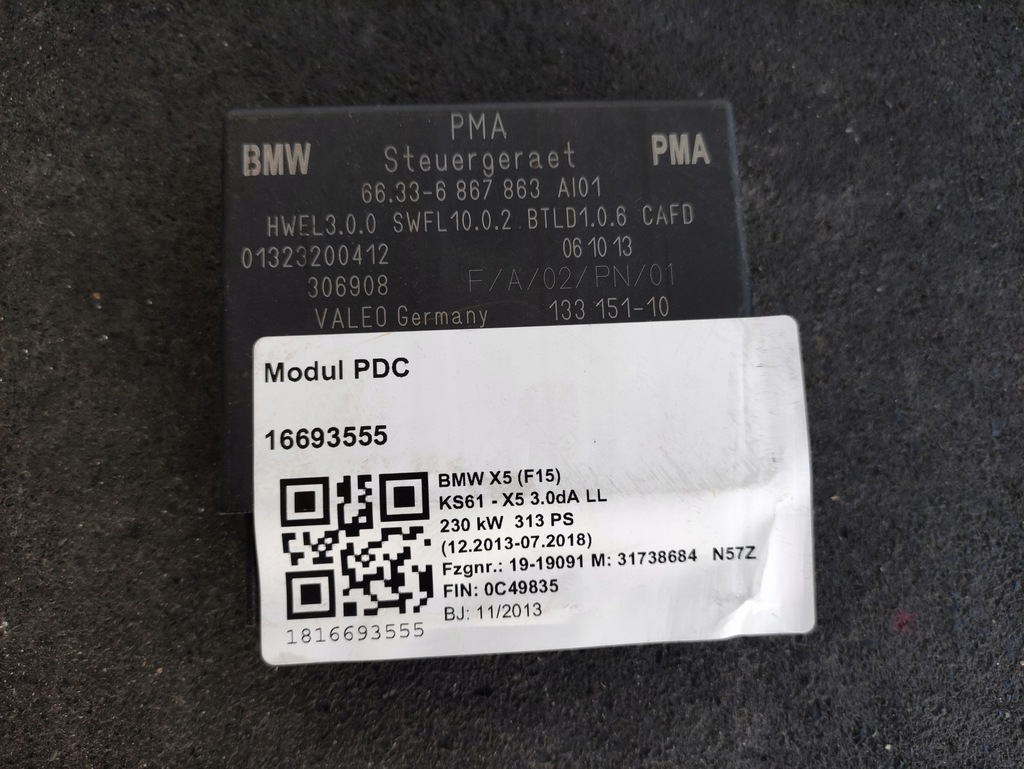 PMA
BMW Steuergeraet PMA
66.33-6 867 863 AI01
HWEL3.0.0 SWFL10.0.2 BTLD1.0.6 CAFD
01323200412 06 10 13
306908 F/A/02/PN/01
VALEO Germany 133 151-10
Modul PDC
16693555
BMW X5 (F15)
KS61 - X5 3.0dA LL
230 kW 313 PS
(12.2013-07.2018)
Fzgnr.: 19-19091 M: 31738684 N57Z
FIN: 0C49835
BJ: 11/2013
1816693555